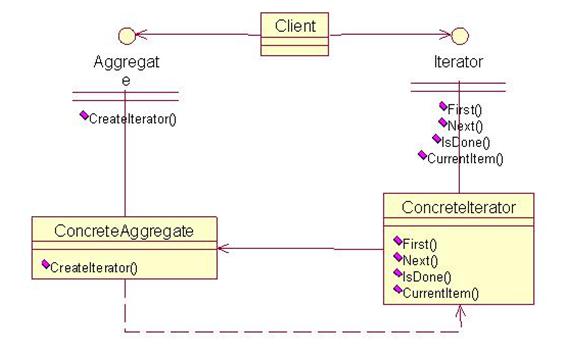 Client
Aggregat
e
CreateIterator()
Iterator
First()
Next()
IsDone()
CurrentItem()
ConcreteAggregate
CreateIterator()
ConcreteIterator
First()
Next()
IsDone()
CurrentItem()